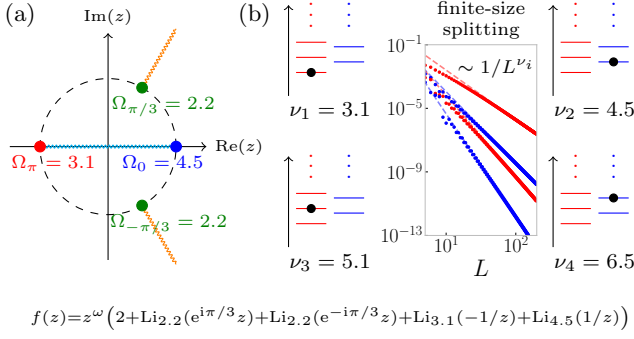 (a)
Im(z)
Ω_{π/3} = 2.2
Re(z)
Ω_π = 3.1
Ω_0 = 4.5
Ω_{−π/3} = 2.2
(b)
finite-size
splitting
10^{−1}
∼ 1/L^{ν_i}
10^{−5}
10^{−9}
10^{−13}
10^1
10^2
L
ν_1 = 3.1
ν_2 = 4.5
ν_3 = 5.1
ν_4 = 6.5
f(z)=z^ω(2+Li_{2.2}(e^{iπ/3}z)+Li_{2.2}(e^{−iπ/3}z)+Li_{3.1}(−1/z)+Li_{4.5}(1/z))